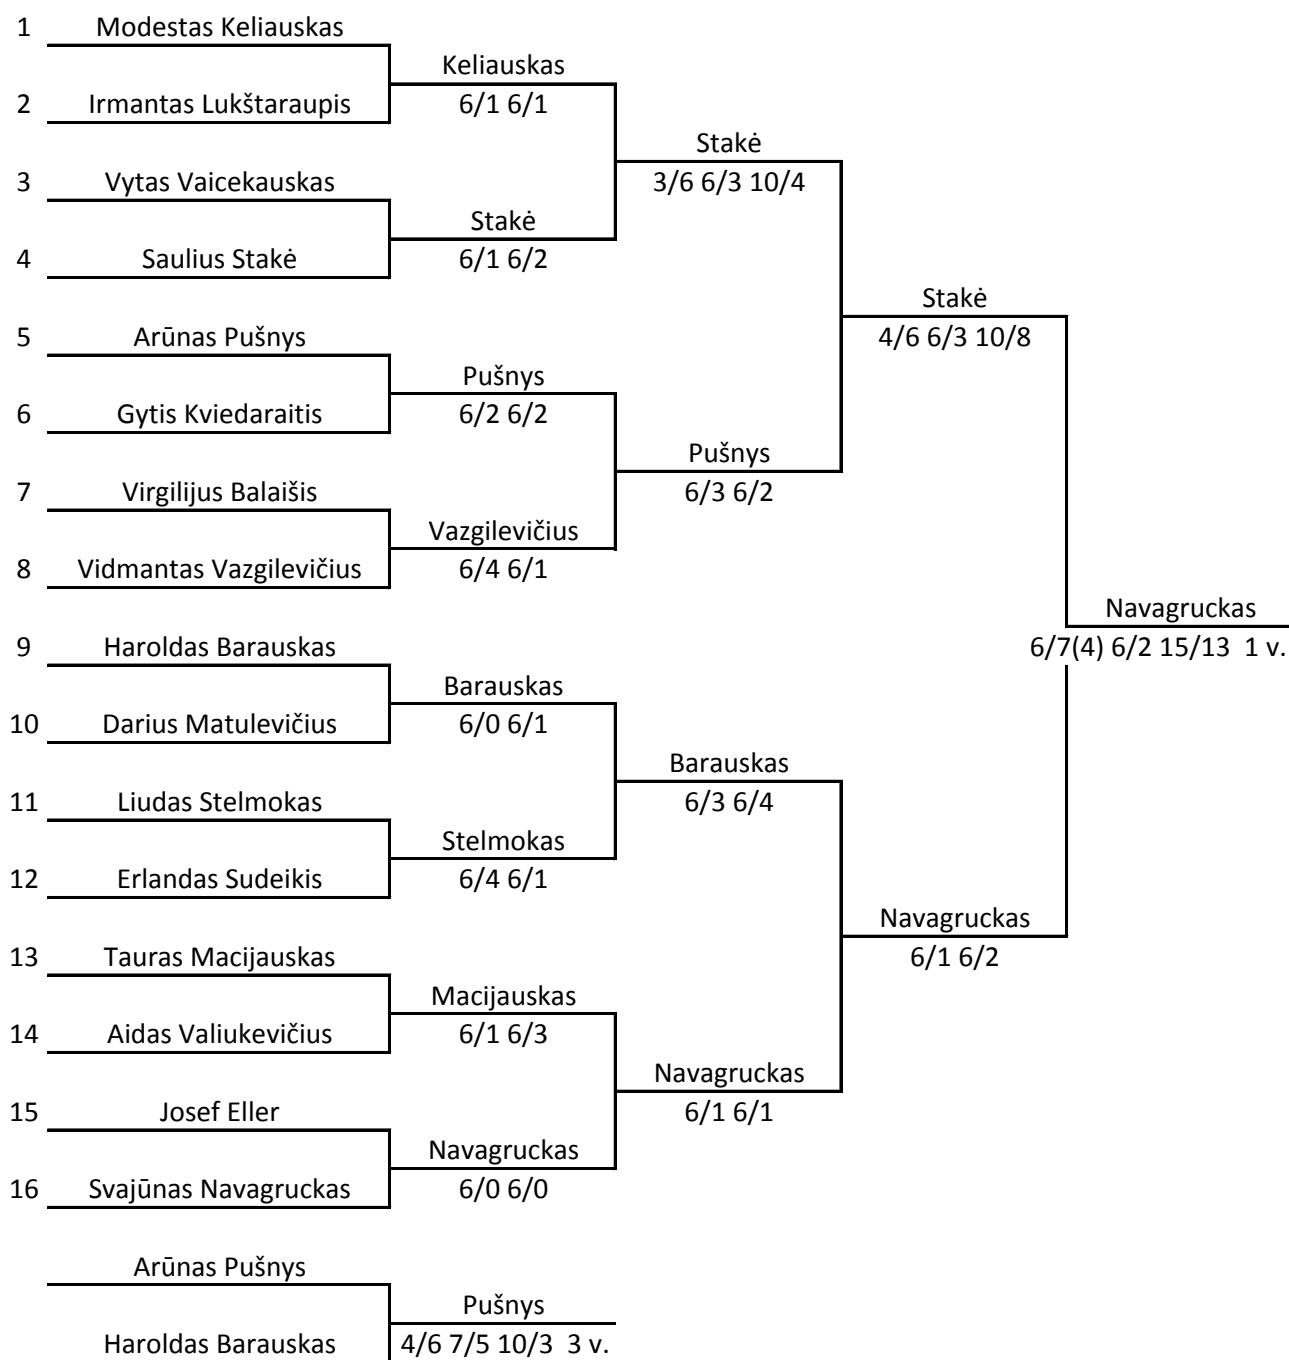 1 Modestas Keliauskas
Keliauskas
2 Irmantas Lukštaraupis 6/1 6/1
Stakė
3 Vytas Vaicekauskas 3/6 6/3 10/4
Stakė
4 Saulius Stakė 6/1 6/2
Stakė
5 Arūnas Pušnys 4/6 6/3 10/8
Pušnys
6 Gytis Kviedaraitis 6/2 6/2
Pušnys
7 Virgilijus Balaišis 6/3 6/2
Vazgilevičius
8 Vidmantas Vazgilevičius 6/4 6/1
Navagruckas
9 Haroldas Barauskas 6/7(4) 6/2 15/13 1 v.
Barauskas
10 Darius Matulevičius 6/0 6/1
Barauskas
11 Liudas Stelmokas 6/3 6/4
Stelmokas
12 Erlandas Sudeikis 6/4 6/1
Navagruckas
13 Tauras Macijauskas 6/1 6/2
Macijauskas
14 Aidas Valiukevičius 6/1 6/3
Navagruckas
15 Josef Eller 6/1 6/1
Navagruckas
16 Svajūnas Navagruckas 6/0 6/0
Arūnas Pušnys
Pušnys
Haroldas Barauskas 4/6 7/5 10/3 3 v.